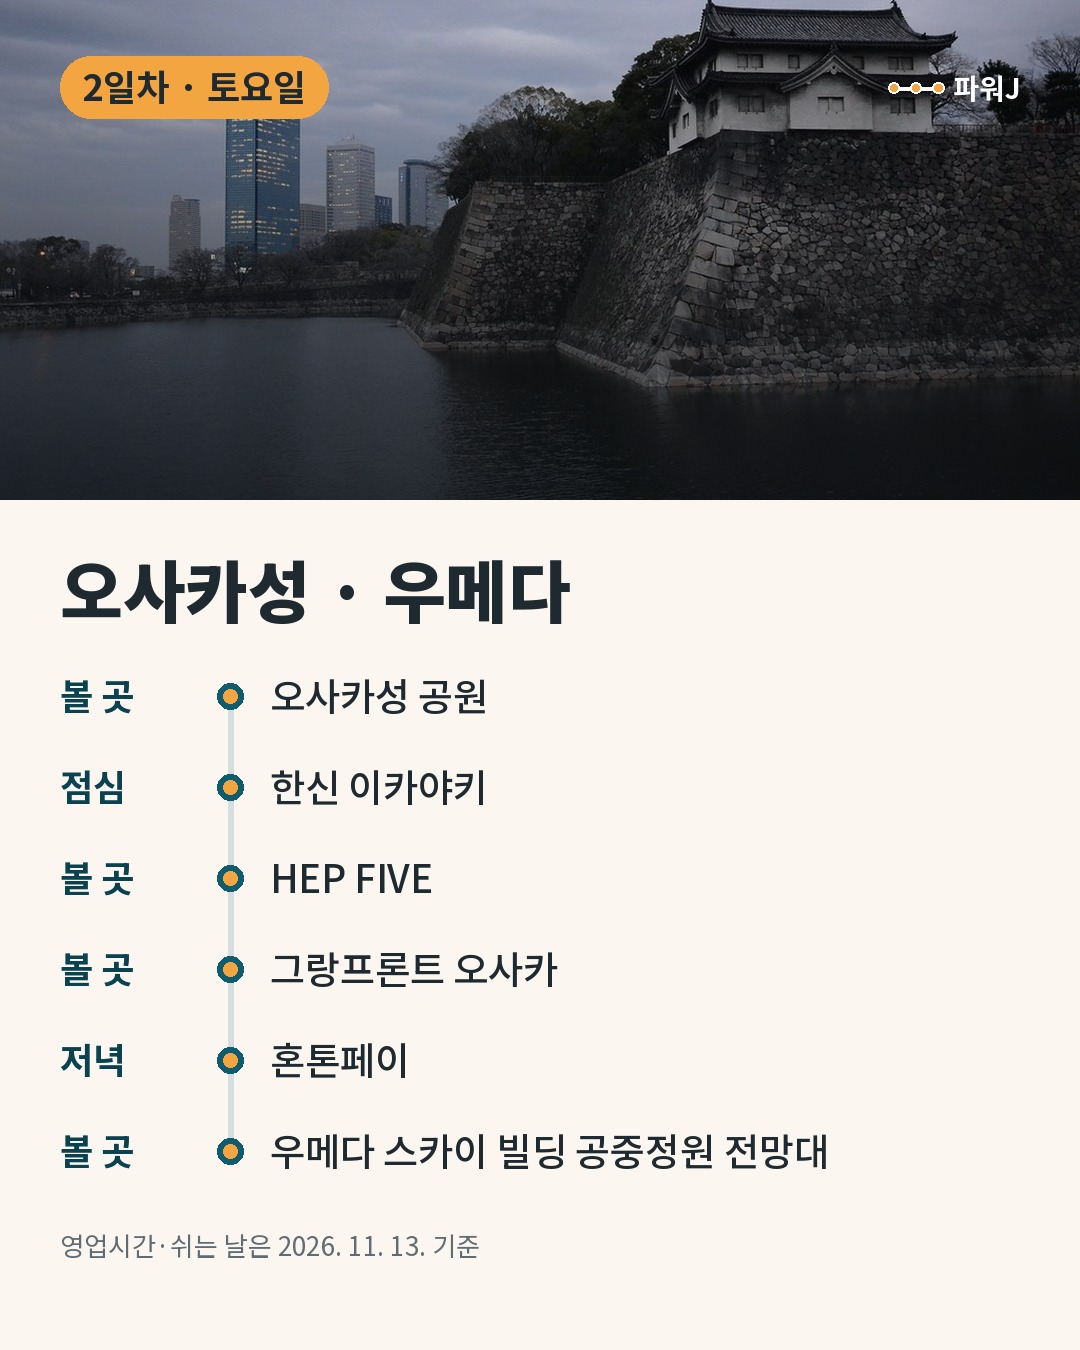 2일차 · 토요일
파워J
오사카성 · 우메다
볼 곳 오사카성 공원
점심 한신 이카야키
볼 곳 HEP FIVE
볼 곳 그랑프론트 오사카
저녁 혼톤페이
볼 곳 우메다 스카이 빌딩 공중정원 전망대
영업시간·쉬는 날은 2026. 11. 13. 기준